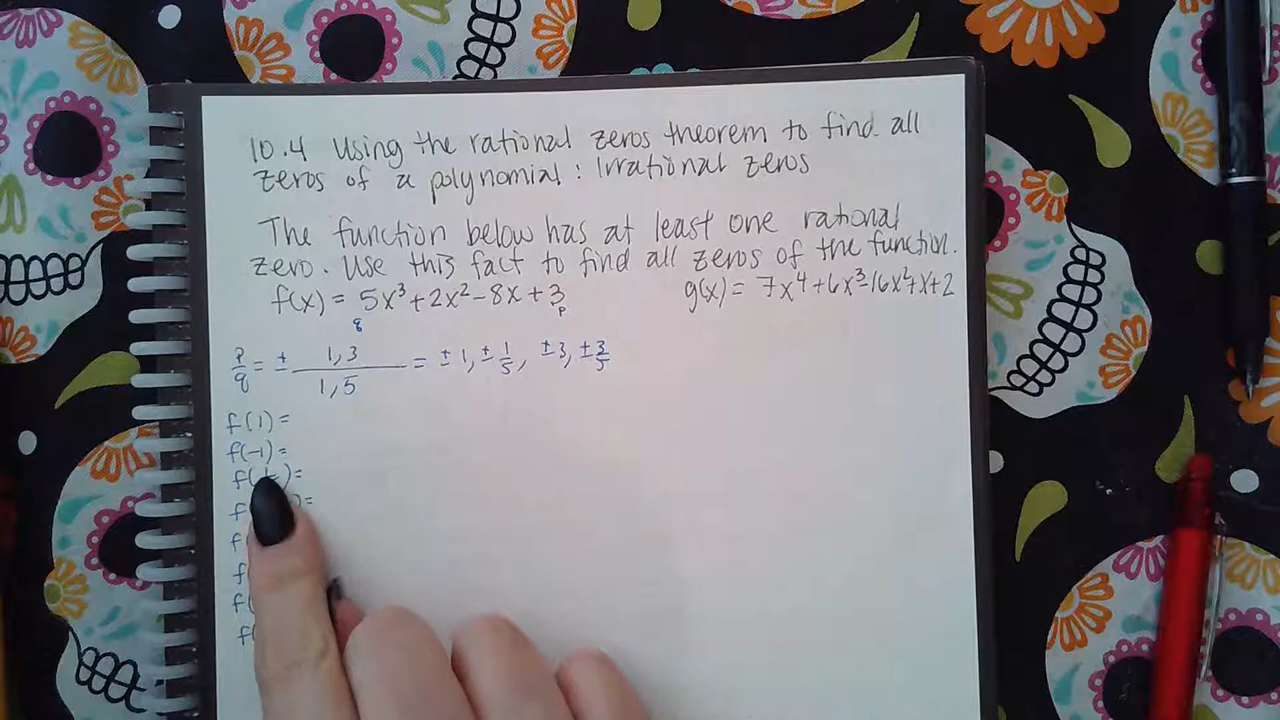 10.4 Using the rational zeros theorem to find all
zeros of a polynomial: Irrational zeros
The function below has at least one rational
zero. Use this fact to find all zeros of the function.
f(x) = 5x³+2x²-8x+3
p
g(x) = 7x⁴+6x³-16x²-7x+2
q
p/q = ± 1,3 / 1,5 = ±1, ±1/5, ±3, ±3/5
f(1)=
f(-1)=
f( )=
f )=
f(
f
f(
f